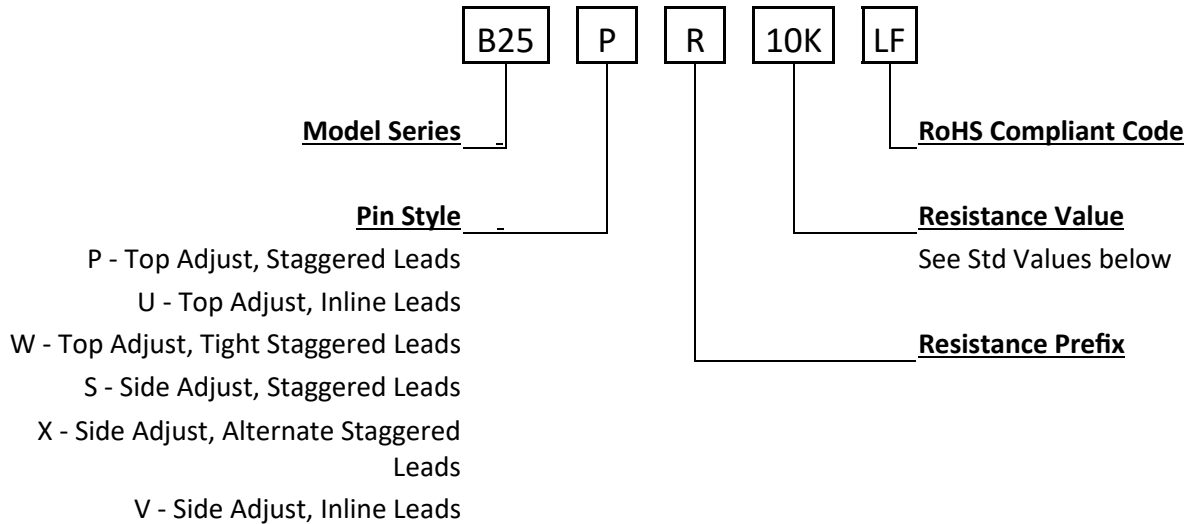 B25 P R 10K LF
Model Series
RoHS Compliant Code
Pin Style
Resistance Value
P - Top Adjust, Staggered Leads
See Std Values below
U - Top Adjust, Inline Leads
W - Top Adjust, Tight Staggered Leads
Resistance Prefix
S - Side Adjust, Staggered Leads
X - Side Adjust, Alternate Staggered
Leads
V - Side Adjust, Inline Leads